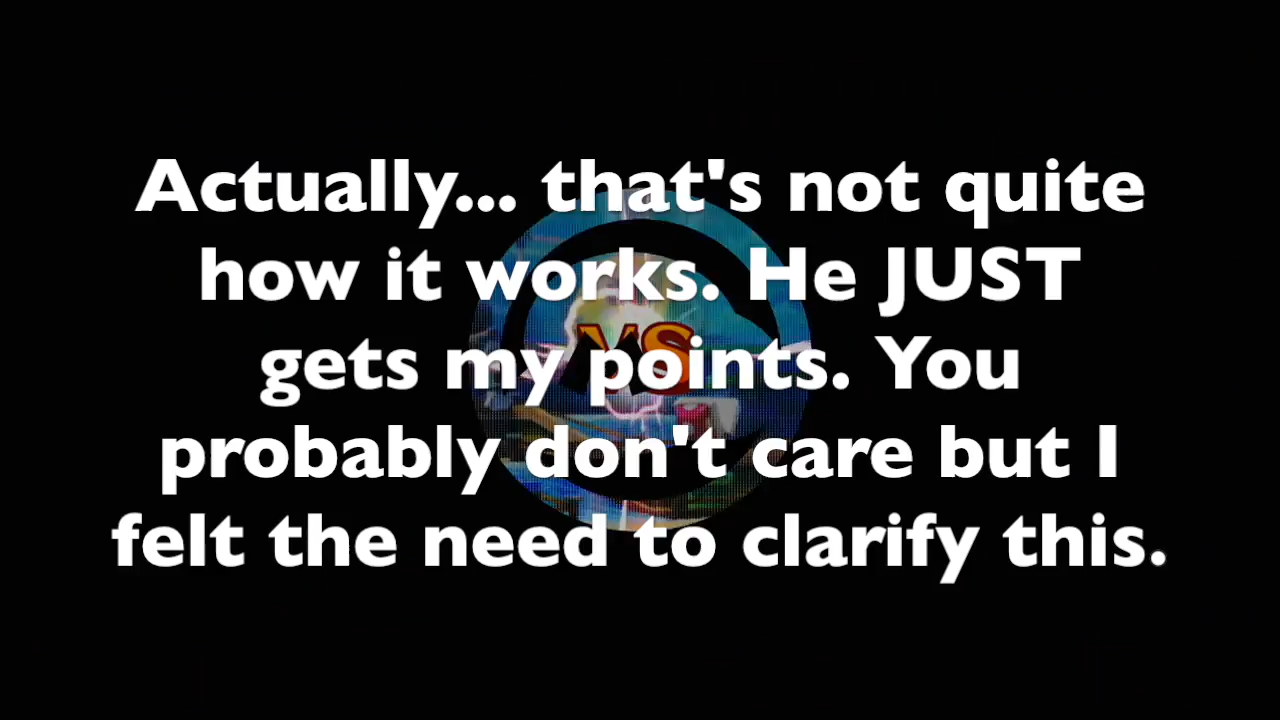 Actually... that's not quite
how it works. He JUST
gets my points. You
probably don't care but I
felt the need to clarify this.
VS